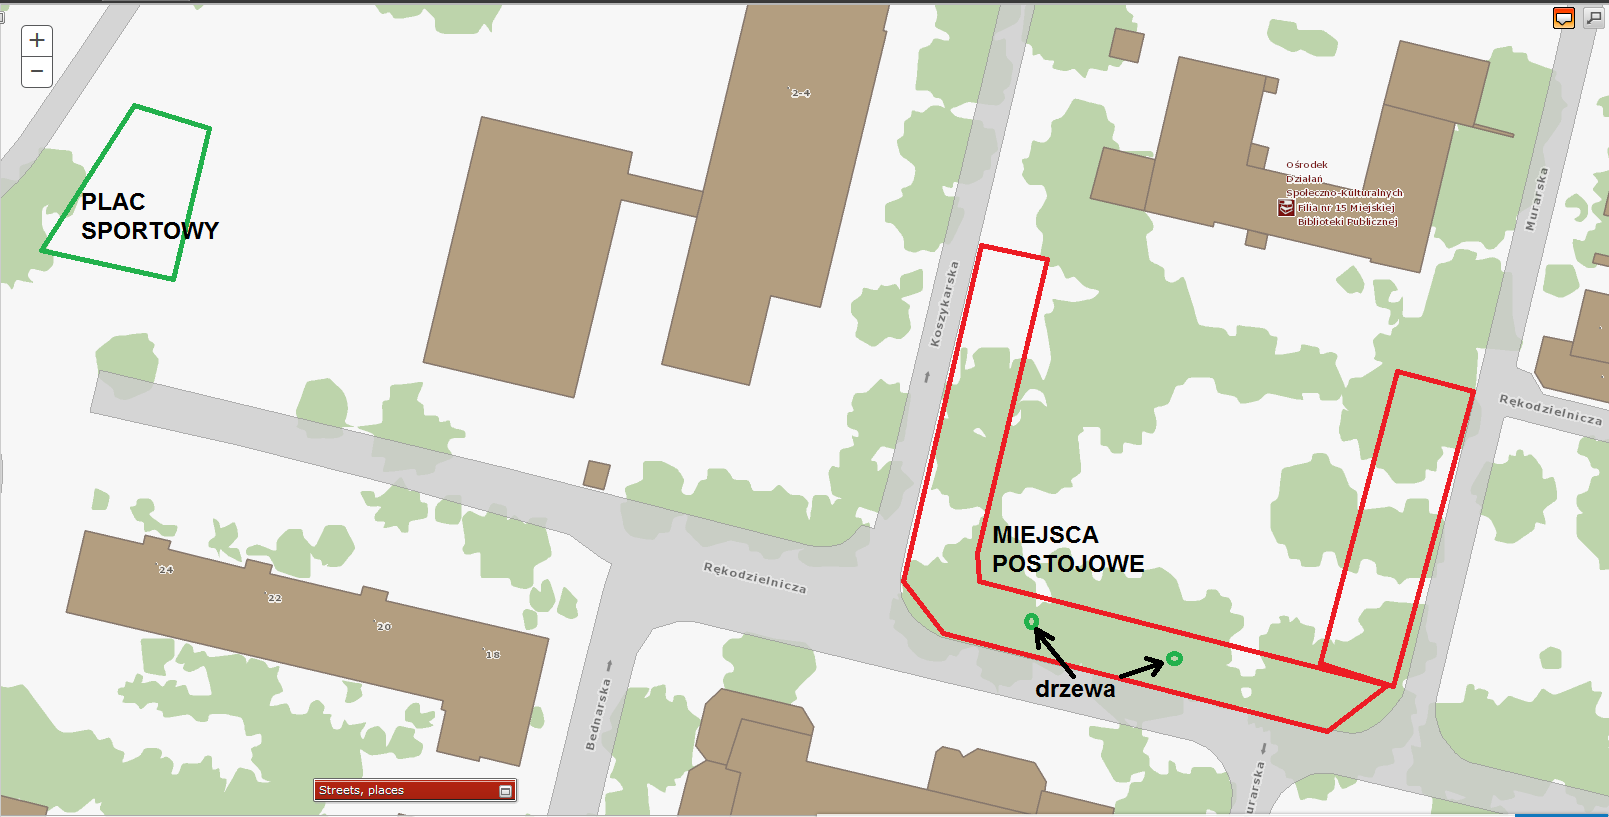 +
−
2-4
PLAC
SPORTOWY
Ośrodek
Działań
Społeczno-Kulturalnych
Filia nr 15 Miejskiej
Biblioteki Publicznej
Murarska
Koszykarska
Rękodzielnicza
MIEJSCA
POSTOJOWE
24
22
20
18
Rękodzielnicza
drzewa
Bednarska
urarska
Streets, places